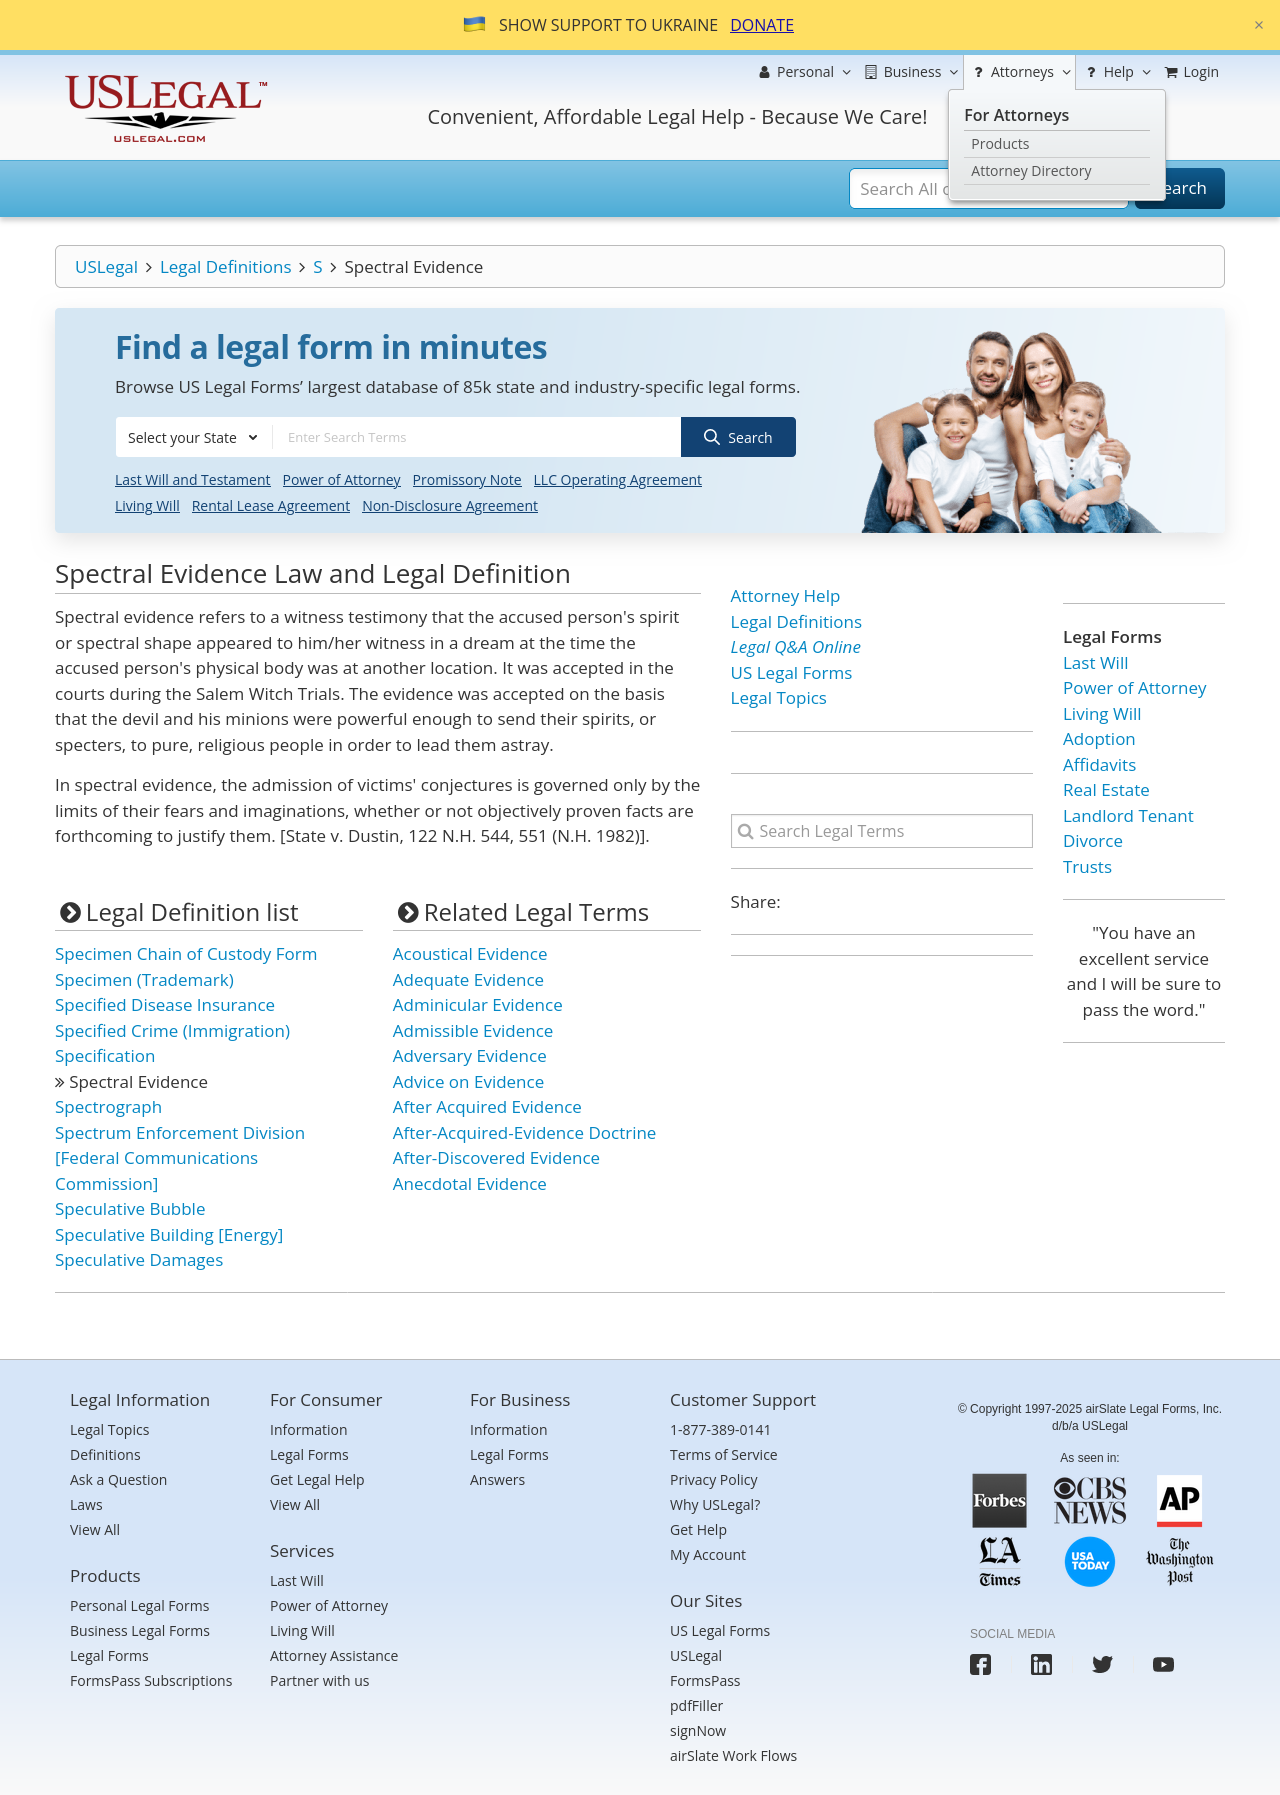 SHOW SUPPORT TO UKRAINE DONATE ×
USLEGAL™
USLEGAL.COM
Personal Business Attorneys Help Login
Convenient, Affordable Legal Help - Because We Care!
For Attorneys
Products
Attorney Directory
Search All
earch
USLegal > Legal Definitions > S > Spectral Evidence
Find a legal form in minutes
Browse US Legal Forms’ largest database of 85k state and industry-specific legal forms.
Select your State Enter Search Terms Search
Last Will and Testament Power of Attorney Promissory Note LLC Operating Agreement
Living Will Rental Lease Agreement Non-Disclosure Agreement
Spectral Evidence Law and Legal Definition
Spectral evidence refers to a witness testimony that the accused person's spirit
or spectral shape appeared to him/her witness in a dream at the time the
accused person's physical body was at another location. It was accepted in the
courts during the Salem Witch Trials. The evidence was accepted on the basis
that the devil and his minions were powerful enough to send their spirits, or
specters, to pure, religious people in order to lead them astray.
In spectral evidence, the admission of victims' conjectures is governed only by the
limits of their fears and imaginations, whether or not objectively proven facts are
forthcoming to justify them. [State v. Dustin, 122 N.H. 544, 551 (N.H. 1982)].
Legal Definition list
Specimen Chain of Custody Form
Specimen (Trademark)
Specified Disease Insurance
Specified Crime (Immigration)
Specification
» Spectral Evidence
Spectrograph
Spectrum Enforcement Division
[Federal Communications
Commission]
Speculative Bubble
Speculative Building [Energy]
Speculative Damages
Related Legal Terms
Acoustical Evidence
Adequate Evidence
Adminicular Evidence
Admissible Evidence
Adversary Evidence
Advice on Evidence
After Acquired Evidence
After-Acquired-Evidence Doctrine
After-Discovered Evidence
Anecdotal Evidence
Attorney Help
Legal Definitions
Legal Q&A Online
US Legal Forms
Legal Topics
Search Legal Terms
Share:
Legal Forms
Last Will
Power of Attorney
Living Will
Adoption
Affidavits
Real Estate
Landlord Tenant
Divorce
Trusts
"You have an
excellent service
and I will be sure to
pass the word."
Legal Information
Legal Topics
Definitions
Ask a Question
Laws
View All
Products
Personal Legal Forms
Business Legal Forms
Legal Forms
FormsPass Subscriptions
For Consumer
Information
Legal Forms
Get Legal Help
View All
Services
Last Will
Power of Attorney
Living Will
Attorney Assistance
Partner with us
For Business
Information
Legal Forms
Answers
Customer Support
1-877-389-0141
Terms of Service
Privacy Policy
Why USLegal?
Get Help
My Account
Our Sites
US Legal Forms
USLegal
FormsPass
pdfFiller
signNow
airSlate Work Flows
© Copyright 1997-2025 airSlate Legal Forms, Inc.
d/b/a USLegal
As seen in:
Forbes
CBS
NEWS
AP
LA
Times
USA
TODAY
The
Washington
Post
SOCIAL MEDIA